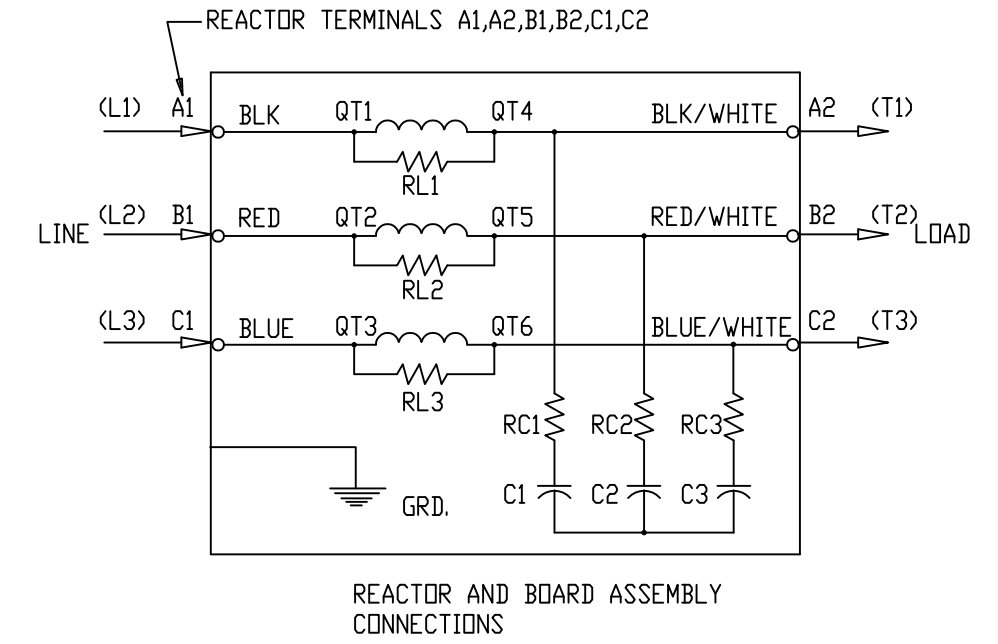 REACTOR TERMINALS A1,A2,B1,B2,C1,C2
(L1) A1 BLK QT1 QT4 BLK/WHITE A2 (T1)
RL1
LINE (L2) B1 RED QT2 QT5 RED/WHITE B2 (T2) LOAD
RL2
(L3) C1 BLUE QT3 QT6 BLUE/WHITE C2 (T3)
RL3
RC1 RC2 RC3
GRD. C1 C2 C3
REACTOR AND BOARD ASSEMBLY
CONNECTIONS